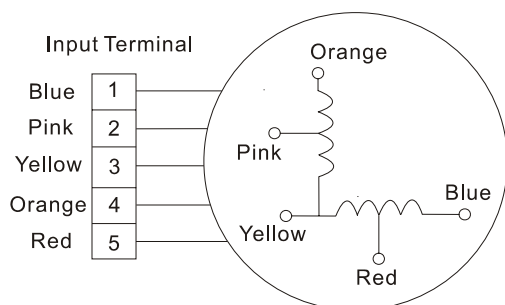 Input Terminal
Blue 1
Pink 2
Yellow 3
Orange 4
Red 5
Orange
Pink
Yellow
Blue
Red